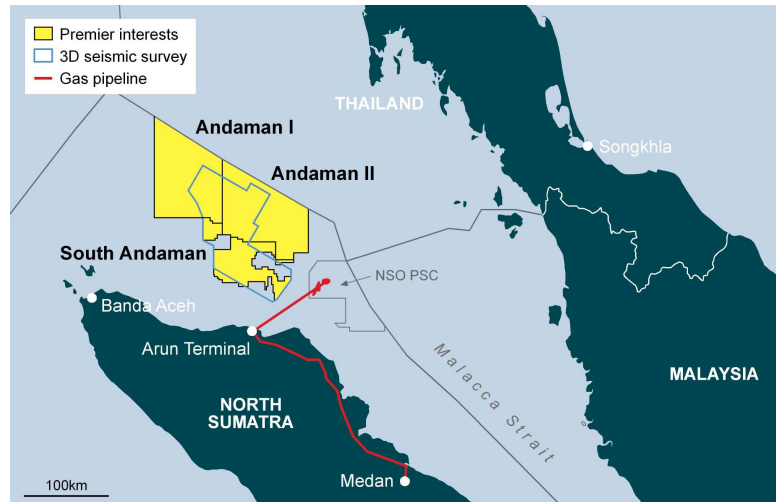 Premier interests
3D seismic survey
Gas pipeline
THAILAND
Andaman I
Songkhla
Andaman II
South Andaman
NSO PSC
Banda Aceh
Arun Terminal
Malacca Strait
MALAYSIA
NORTH
SUMATRA
Medan
100km